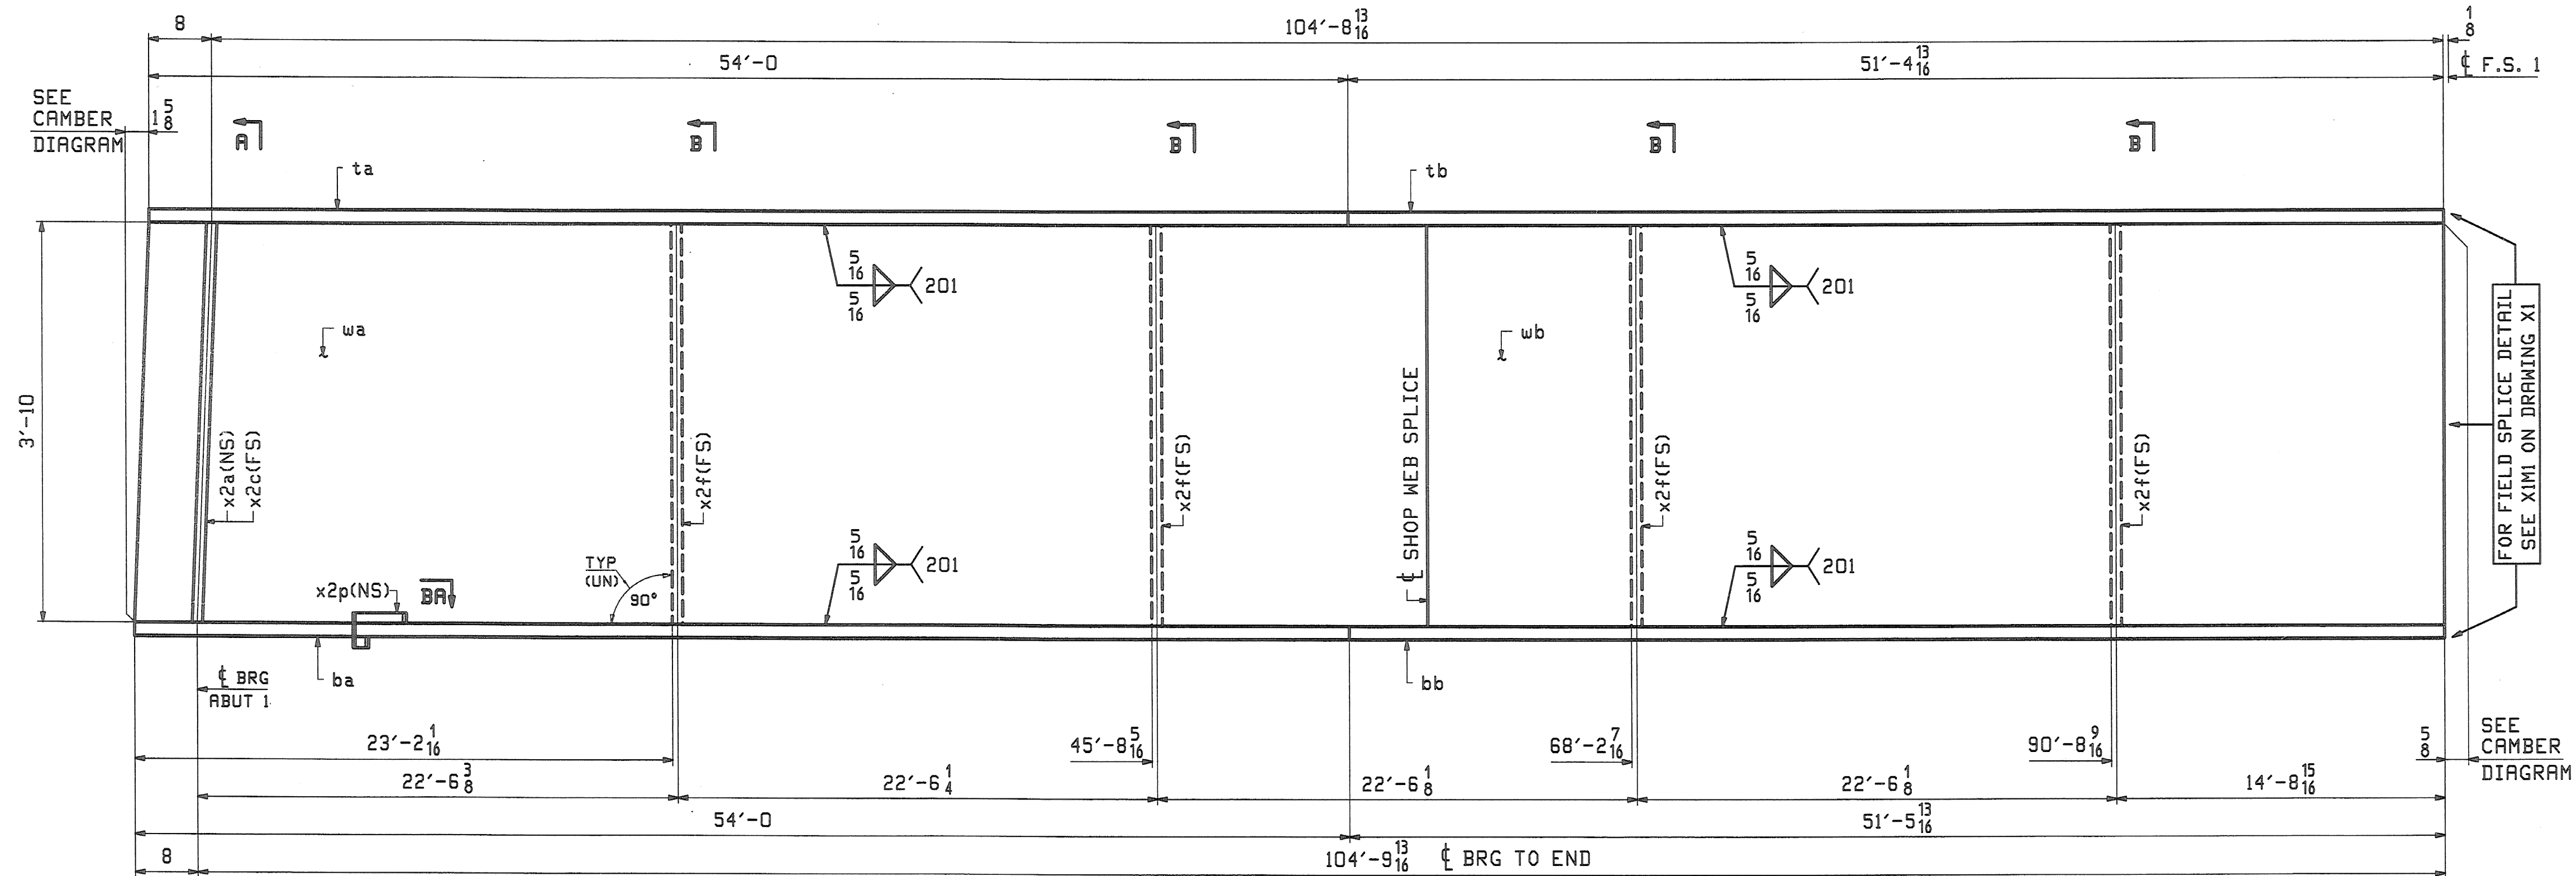 8
104'-8 13/16
1/8
54'-0
51'-4 13/16
℄ F.S. 1
SEE
CAMBER
DIAGRAM
1 5/8
A
B
B
B
B
ta
tb
5/16
5/16
201
5/16
5/16
201
wa
wb
3'-10
x2a(NS)
x2c(FS)
x2f(FS)
x2f(FS)
℄ SHOP WEB SPLICE
x2f(FS)
x2f(FS)
FOR FIELD SPLICE DETAIL
SEE X1M1 ON DRAWING X1
x2p(NS)
BA
TYP
(UN)
90°
5/16
5/16
201
5/16
5/16
201
℄ BRG
ABUT 1
ba
bb
23'-2 1/16
45'-8 5/16
68'-2 7/16
90'-8 9/16
5/8
SEE
CAMBER
DIAGRAM
22'-6 3/8
22'-6 1/4
22'-6 1/8
22'-6 1/8
14'-8 15/16
54'-0
51'-5 13/16
8
104'-9 13/16 ℄ BRG TO END